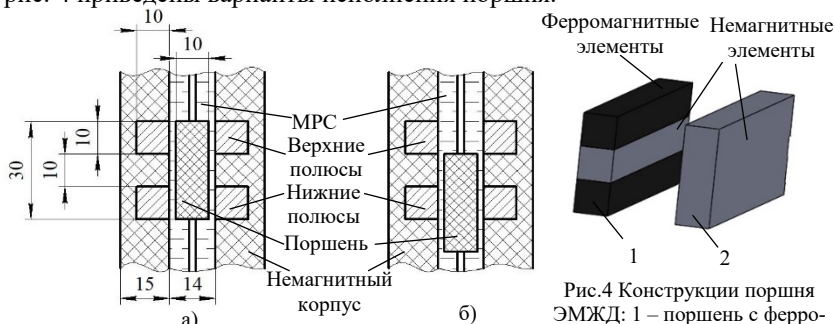 рис. 4 приведены варианты исполнения поршня.
10
10
30
10
10
15
14
а)
МРС
Верхние
полюсы
Нижние
полюсы
Поршень
Немагнитный
корпус
б)
Ферромагнитные
элементы
Немагнитные
элементы
1
2
Рис.4 Конструкции поршня
ЭМЖД: 1 – поршень с ферро-